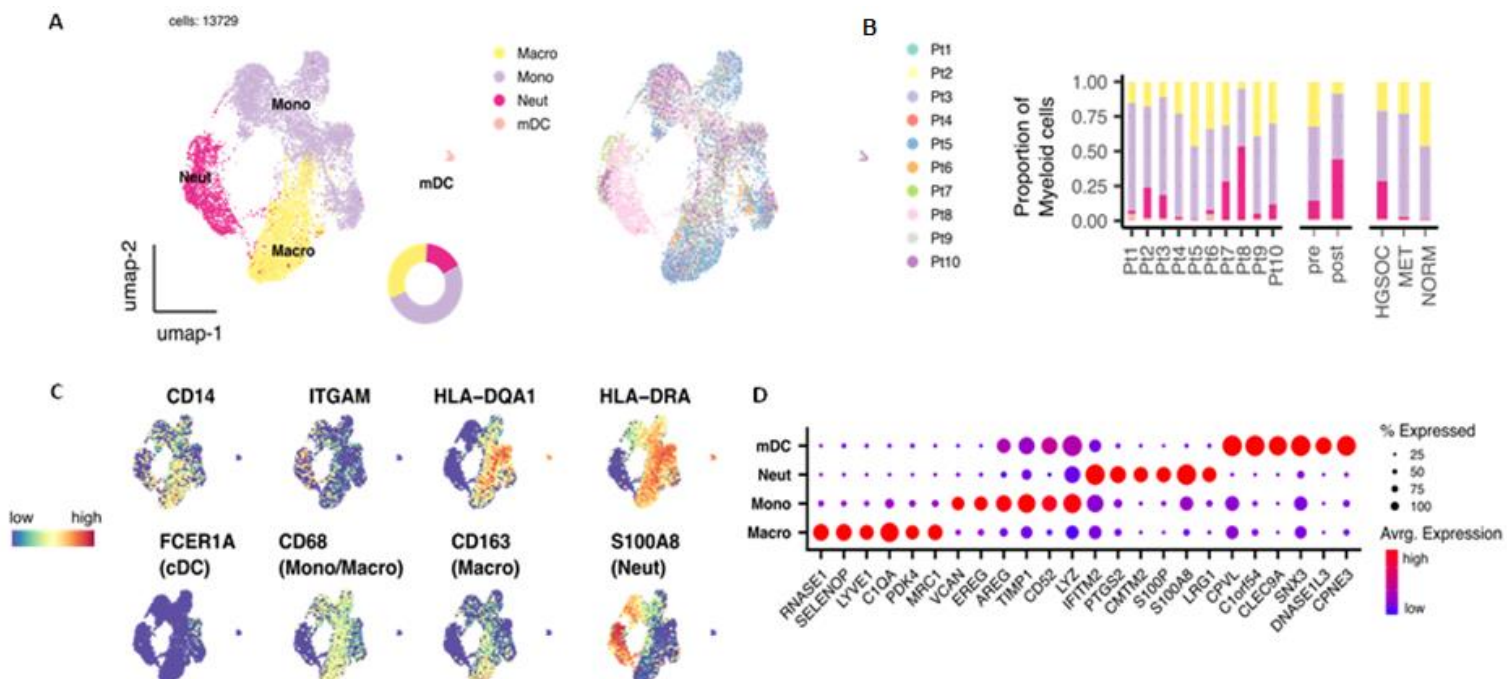 A
cells: 13729
Macro
Mono
Neut
mDC
Mono
Neut
mDC
Macro
umap-2
umap-1
B
Pt1
Pt2
Pt3
Pt4
Pt5
Pt6
Pt7
Pt8
Pt9
Pt10
Proportion of
Myeloid cells
1.00
0.75
0.50
0.25
0.00
Pt1
Pt2
Pt3
Pt4
Pt5
Pt6
Pt7
Pt8
Pt9
Pt10
pre
post
HGSOC
MET
NORM
C
CD14
ITGAM
HLA-DQA1
HLA-DRA
low high
FCER1A
(cDC)
CD68
(Mono/Macro)
CD163
(Macro)
S100A8
(Neut)
D
mDC
Neut
Mono
Macro
RNASE1
SELENOP
LYVE1
C1QA
PDK4
MRC1
VCAN
EREG
AREG
TIMP1
CD52
LYZ
IFITM2
PTGS2
CMTM2
S100P
S100A8
LRG1
CPVL
C1orf54
CLEC9A
SNX3
DNASE1L3
CPNE3
% Expressed
25
50
75
100
Avrg. Expression
high
low